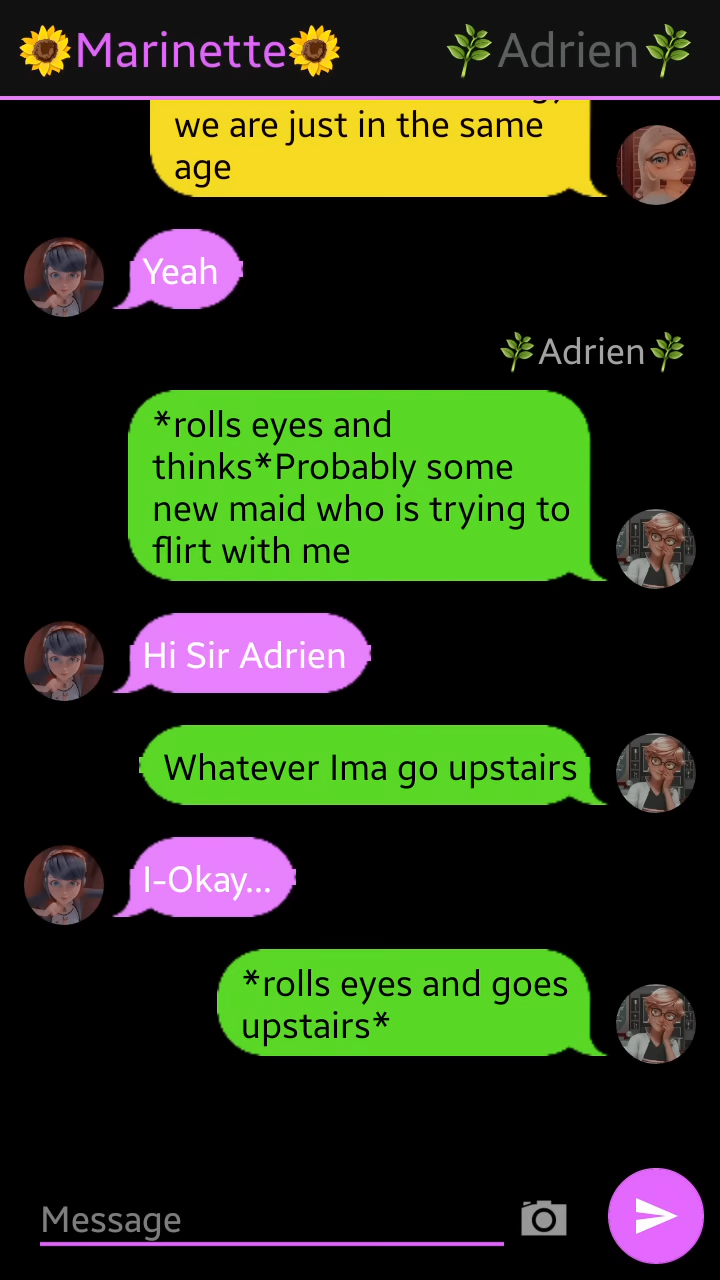 🌻Marinette🌻 🌿Adrien🌿
we are just in the same
age
Yeah
🌿Adrien🌿
*rolls eyes and
thinks*Probably some
new maid who is trying to
flirt with me
Hi Sir Adrien
Whatever Ima go upstairs
I-Okay...
*rolls eyes and goes
upstairs*
Message